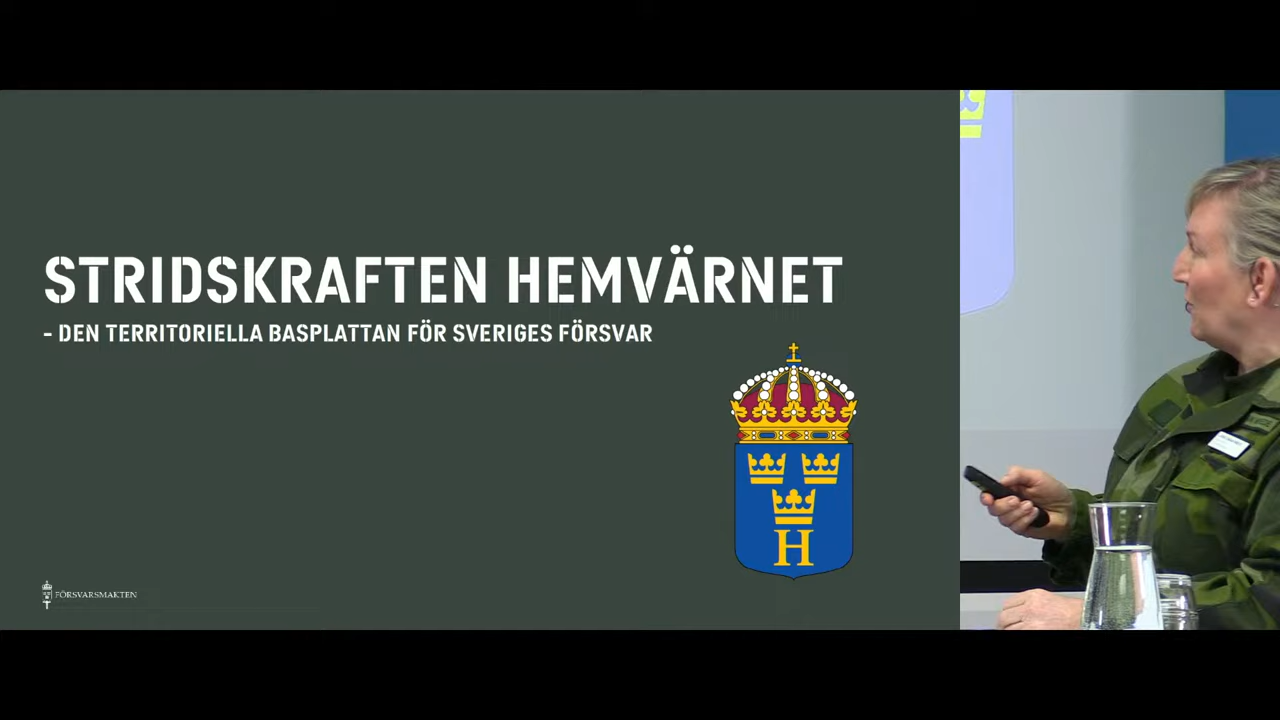 STRIDSKRAFTEN HEMVÄRNET
- DEN TERRITORIELLA BASPLATTAN FÖR SVERIGES FÖRSVAR
H
FÖRSVARSMAKTEN